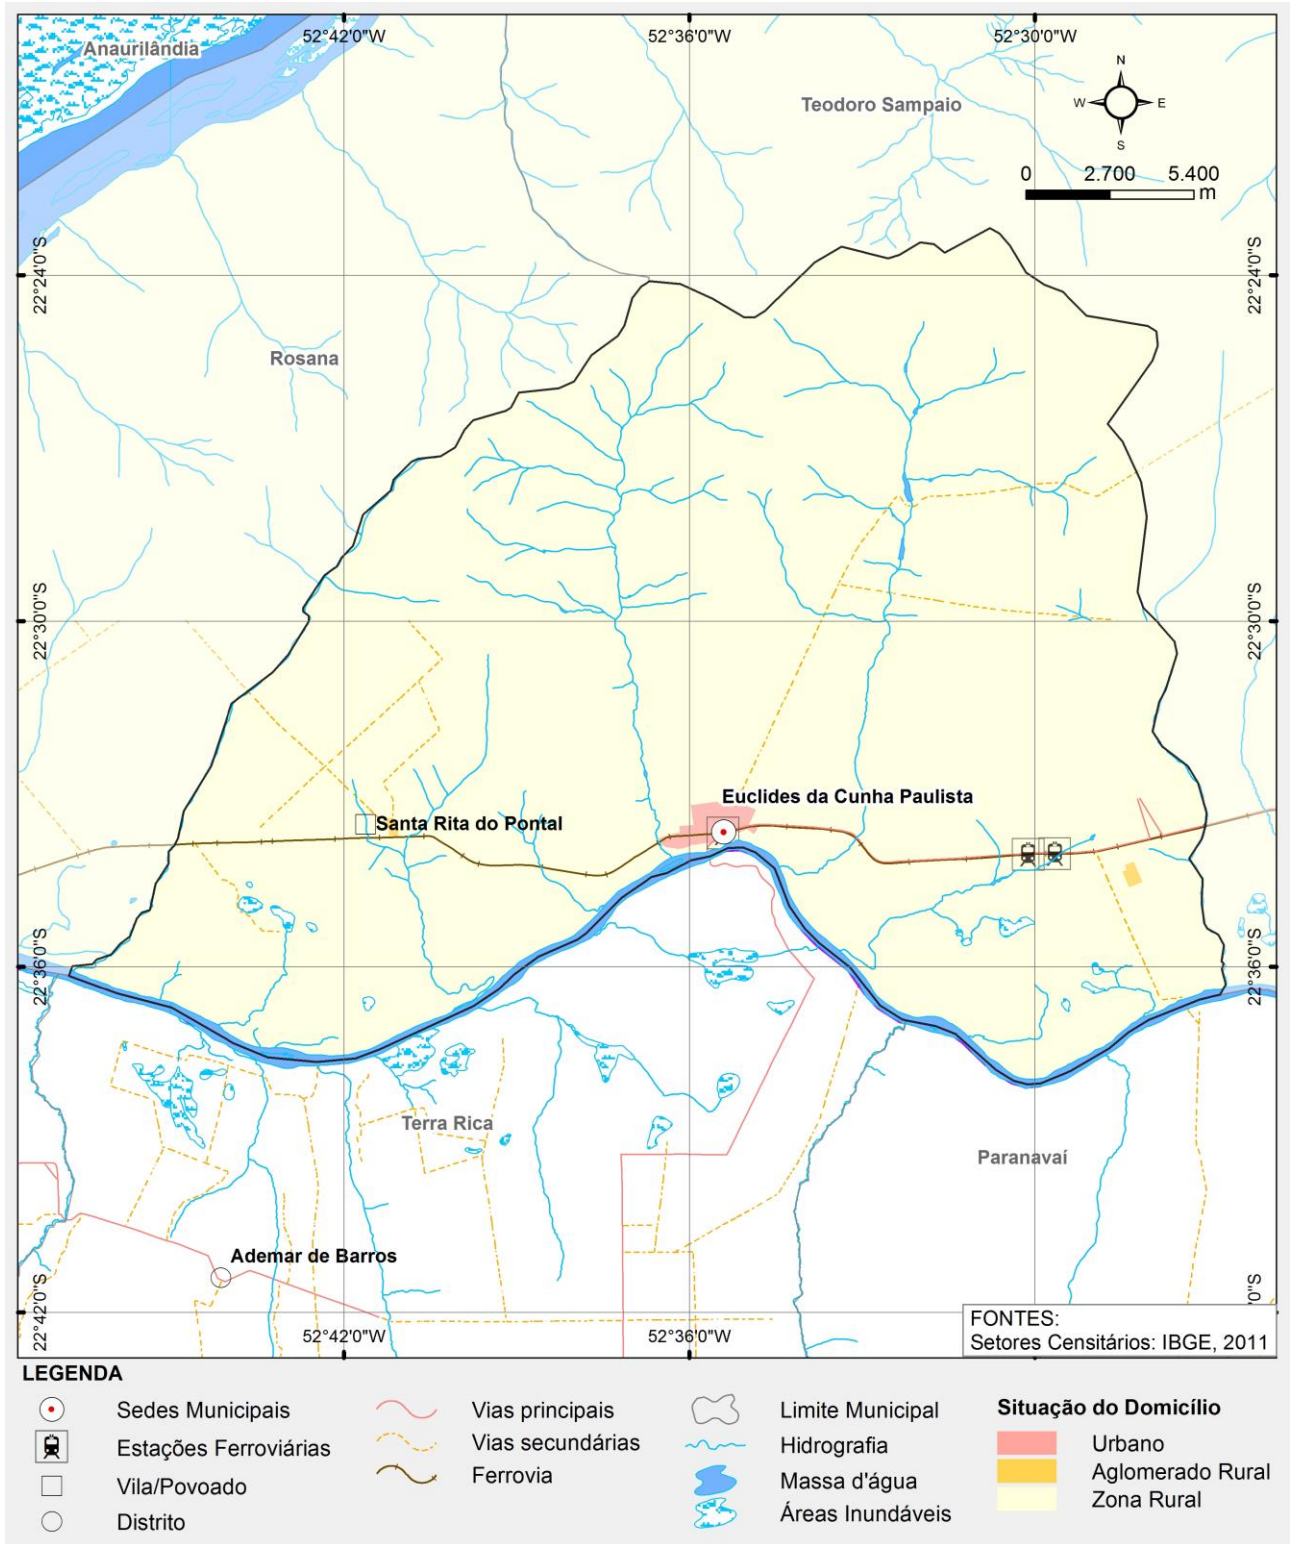 52°42'0"W
52°36'0"W
52°30'0"W
Anaurilândia
N
Teodoro Sampaio
W
E
S
0 2.700 5.400
m
22°24'0"S
22°24'0"S
Rosana
22°30'0"S
22°30'0"S
Euclides da Cunha Paulista
Santa Rita do Pontal
22°36'0"S
22°36'0"S
Terra Rica
Paranavaí
Ademar de Barros
22°42'0"S
0"S
52°42'0"W
52°36'0"W
FONTES:
Setores Censitários: IBGE, 2011
LEGENDA
Sedes Municipais
Estações Ferroviárias
Vila/Povoado
Distrito
Vias principais
Vias secundárias
Ferrovia
Limite Municipal
Hidrografia
Massa d'água
Áreas Inundáveis
Situação do Domicílio
Urbano
Aglomerado Rural
Zona Rural